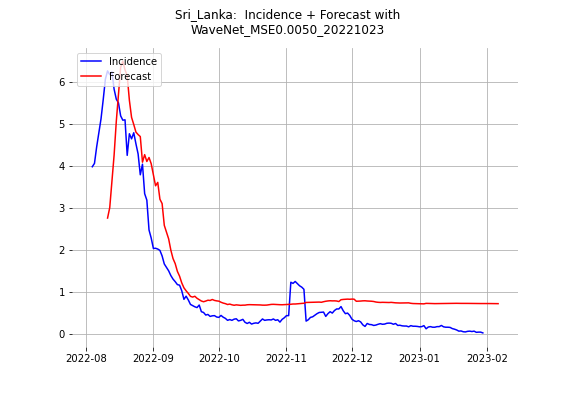 Sri_Lanka:  Incidence + Forecast with
WaveNet_MSE0.0050_20221023
Incidence
Forecast
6
5
4
3
2
1
0
2022-08 2022-09 2022-10 2022-11 2022-12 2023-01 2023-02